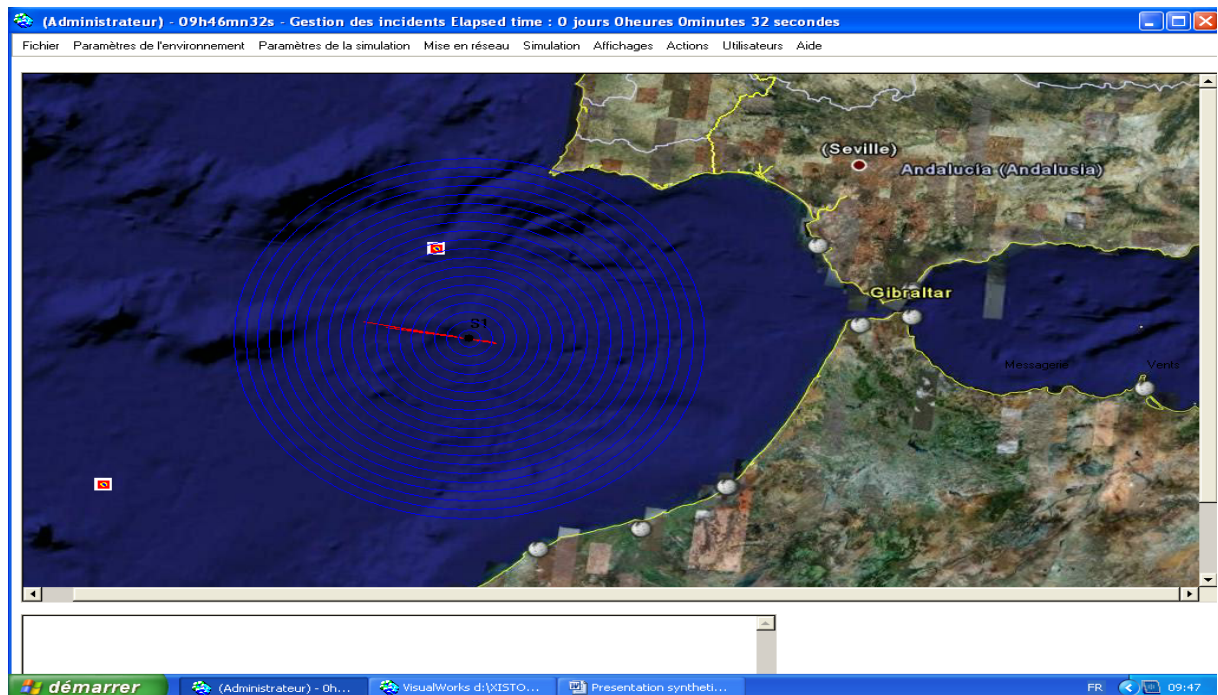 (Administrateur) - 09h46mn32s - Gestion des incidents Elapsed time : 0 jours 0heures 0minutes 32 secondes
Fichier Paramètres de l'environnement Paramètres de la simulation Mise en réseau Simulation Affichages Actions Utilisateurs Aide
(Seville)
Andalucía (Andalusia)
Gibraltar
S1
Messagerie Vents
démarrer (Administrateur) - 0h... VisualWorks d:\XISTO... Presentation syntheti... FR 09:47